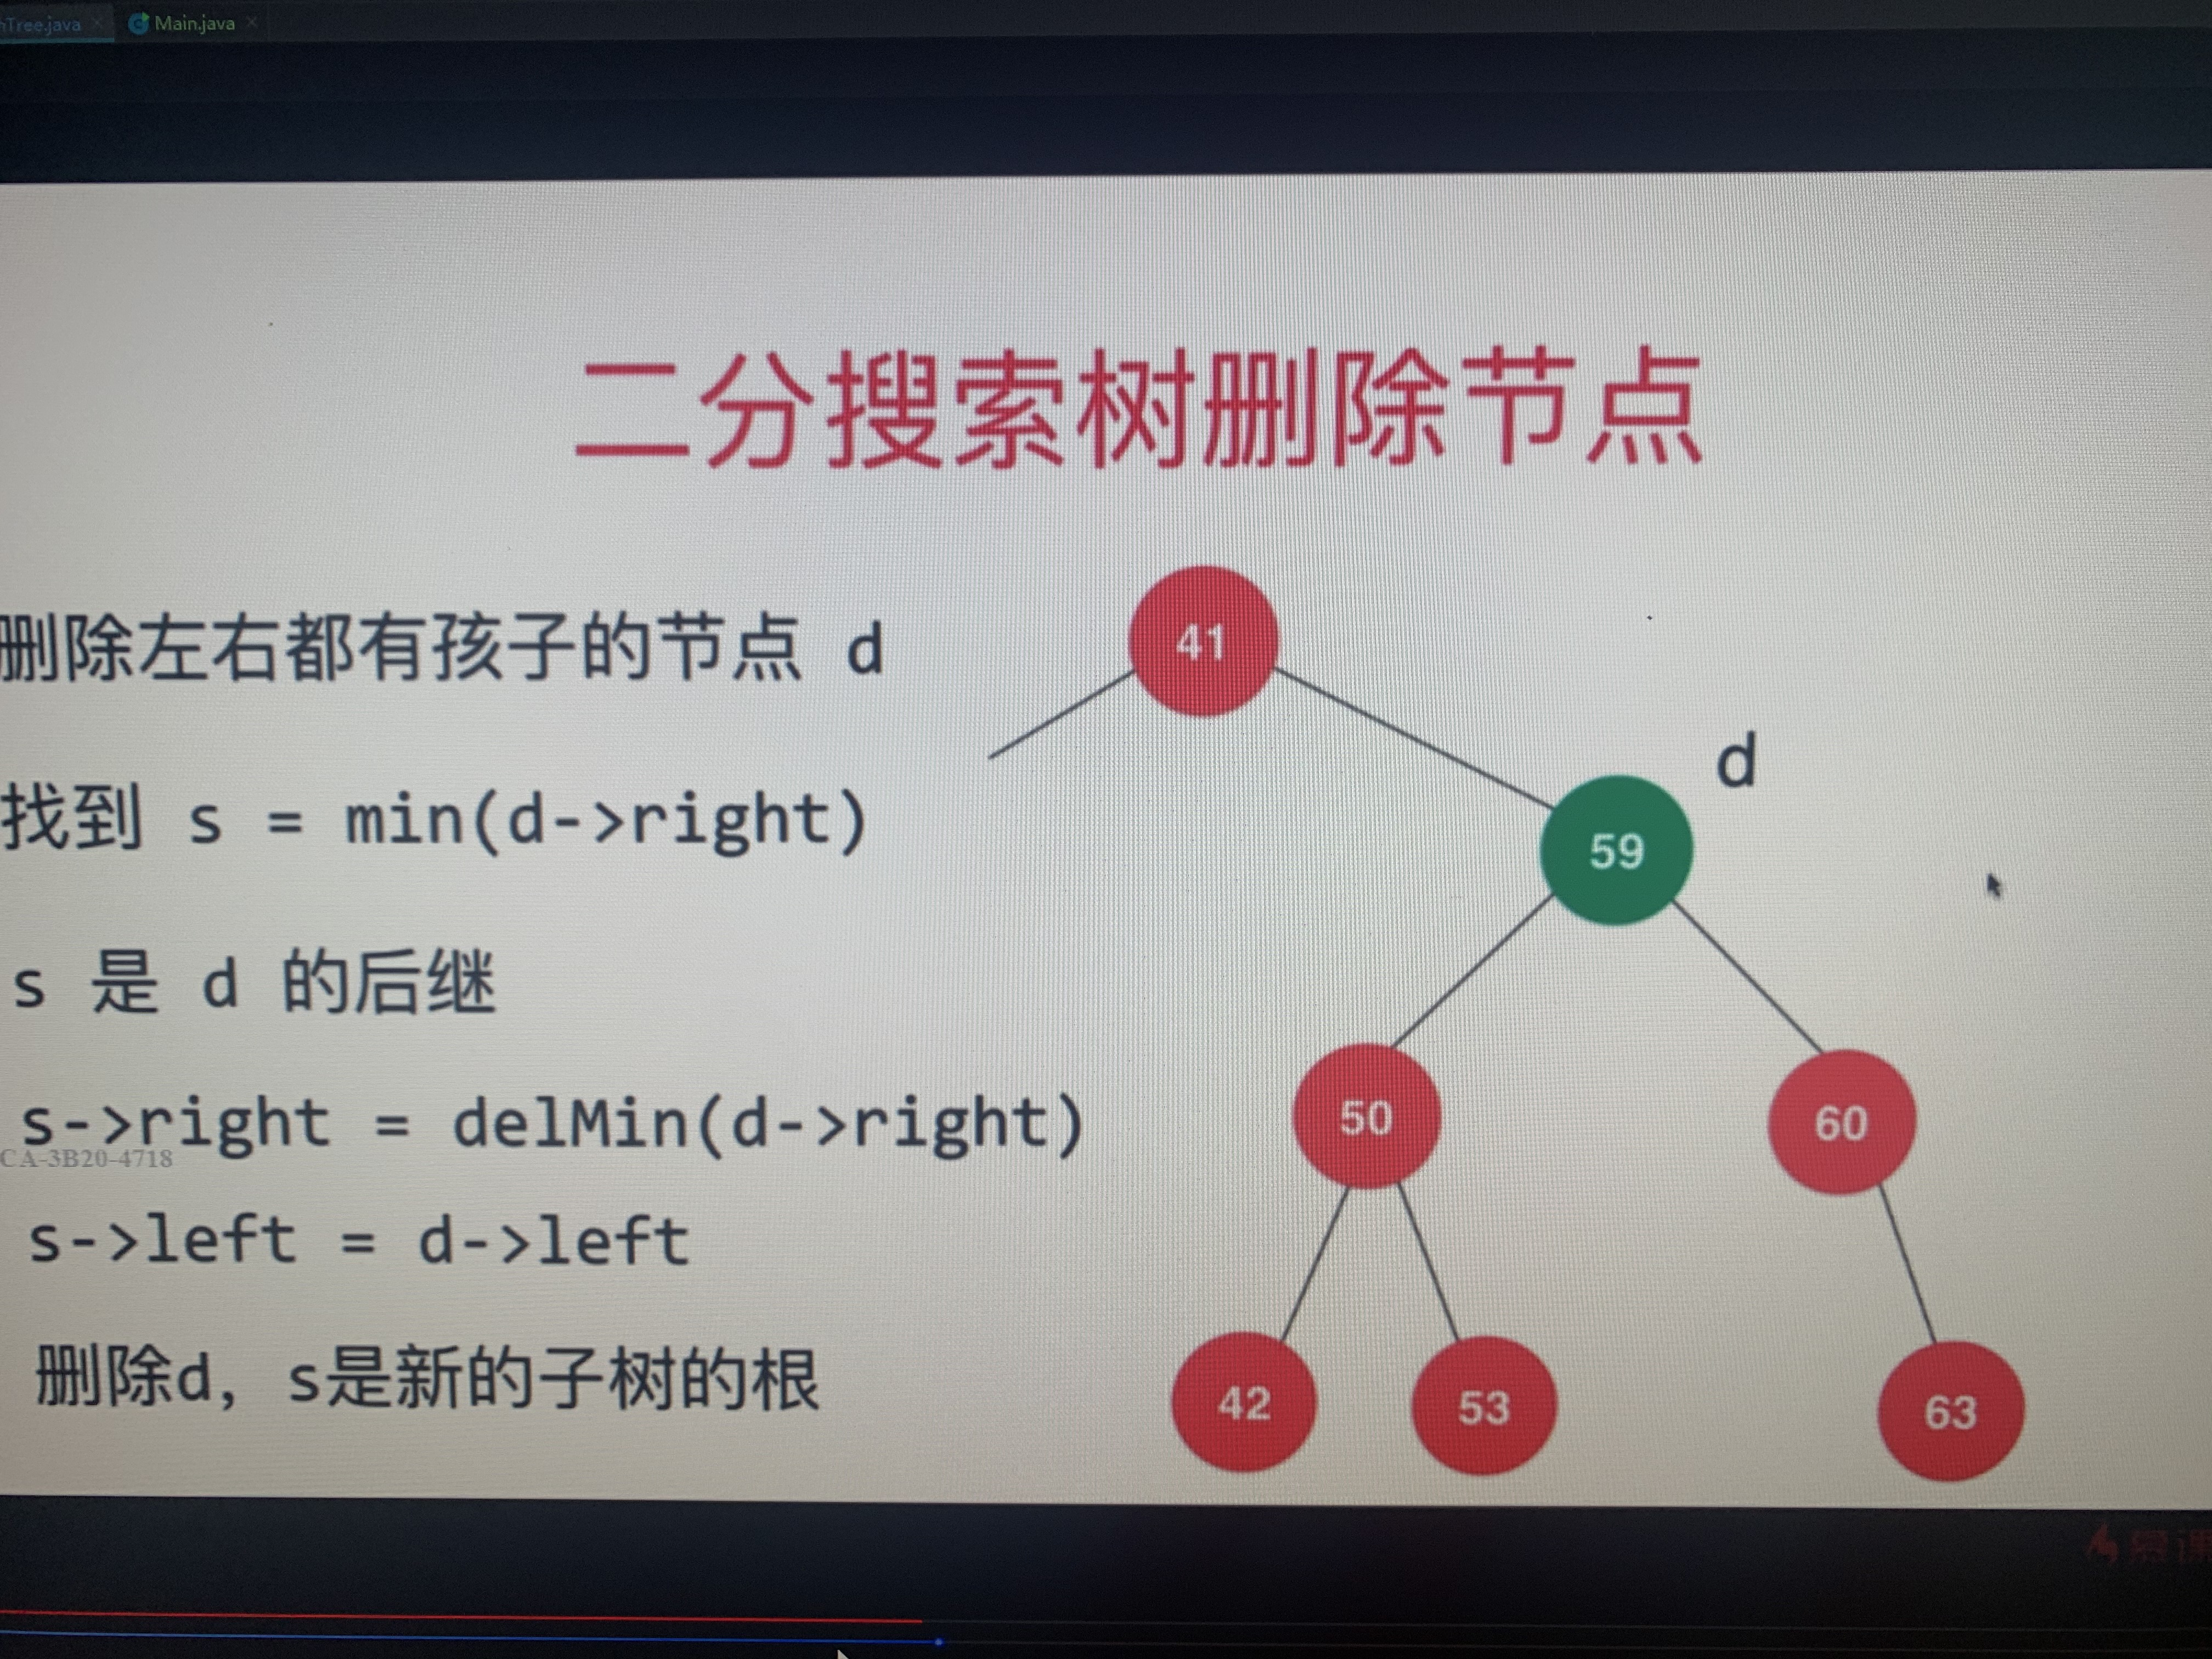 Tree.java
Main.java
二分搜索树删除节点
删除左右都有孩子的节点 d
找到 s = min(d->right)
s 是 d 的后继
s->right = delMin(d->right)
CA-3B20-4718
s->left = d->left
删除d，s是新的子树的根
41
d
59
50
60
42
53
63
慕课